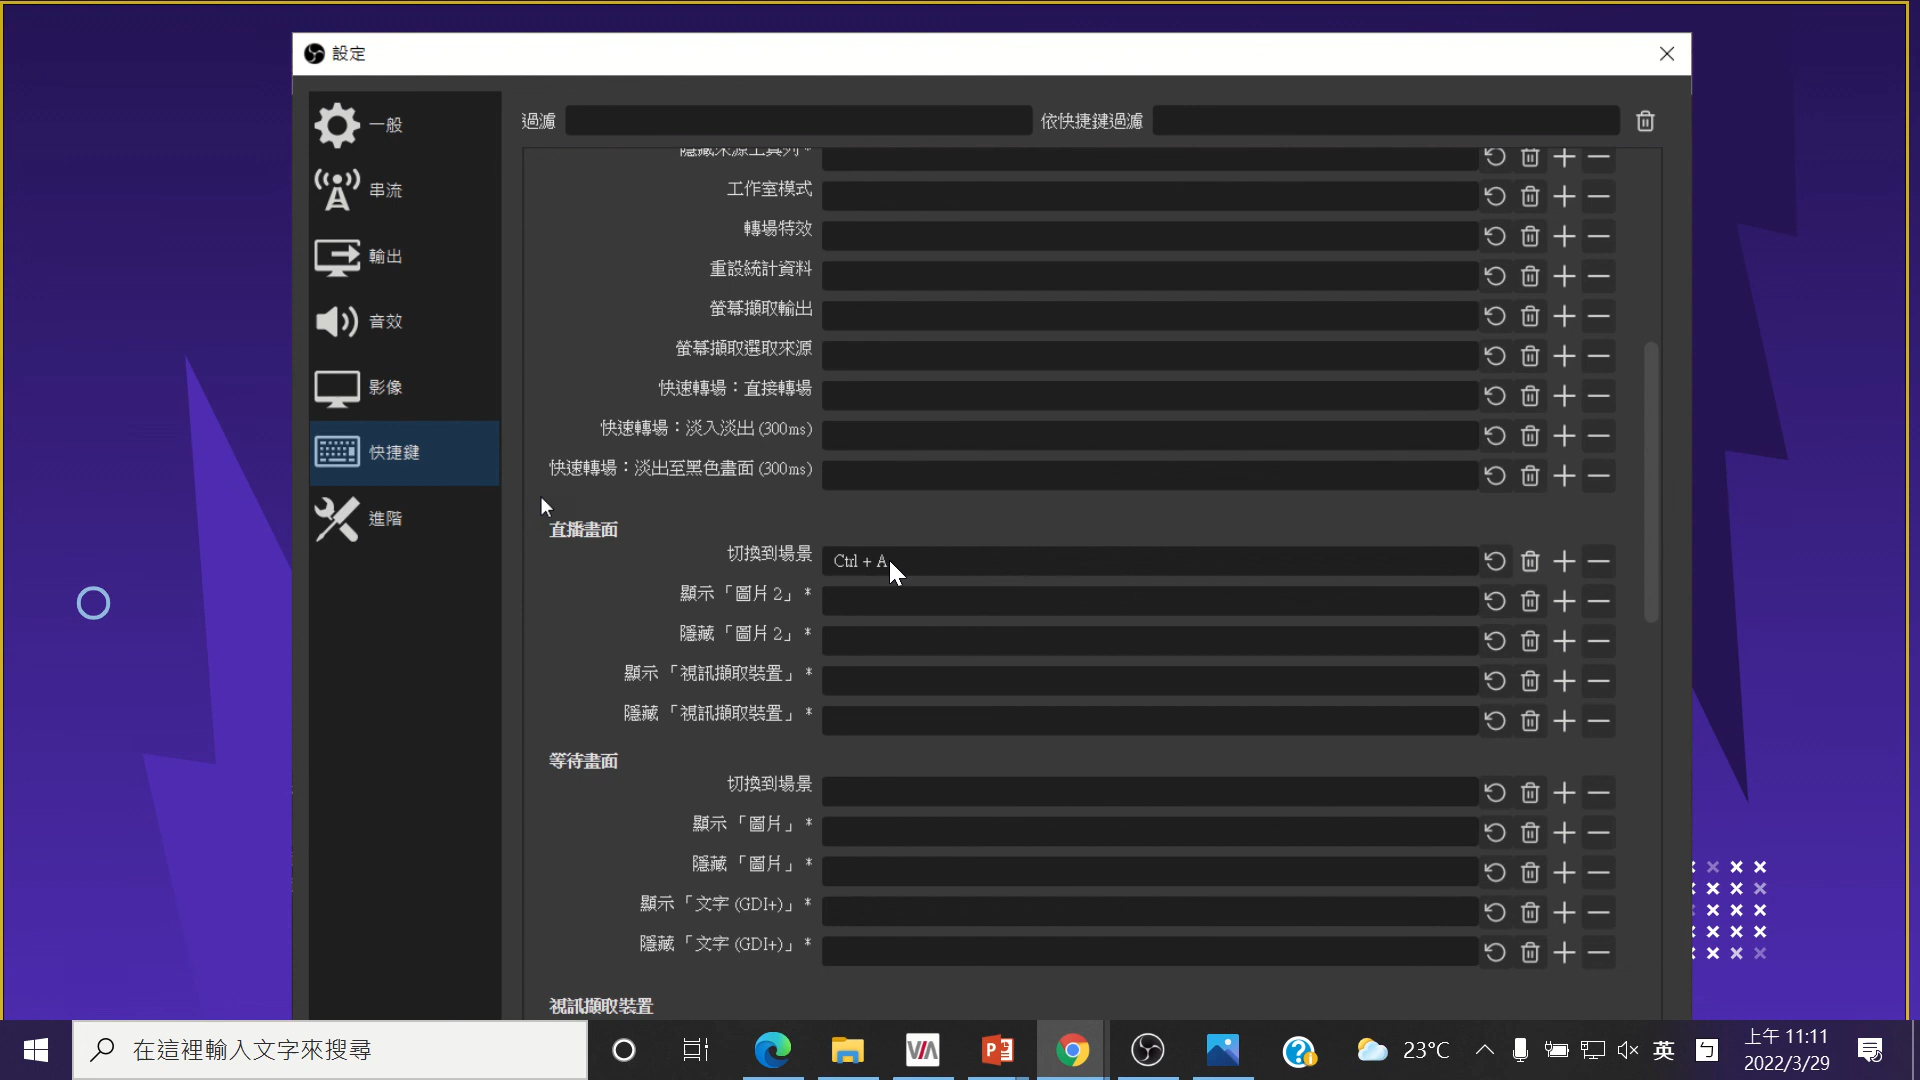 設定
一般
串流
輸出
音效
影像
快捷鍵
進階
過濾
依快捷鍵過濾
隱藏來源工具列 *
工作室模式
轉場特效
重設統計資料
螢幕擷取輸出
螢幕擷取選取來源
快速轉場：直接轉場
快速轉場：淡入淡出 (300ms)
快速轉場：淡出至黑色畫面 (300ms)
直播畫面
切換到場景 Ctrl + A
顯示「圖片 2」 *
隱藏「圖片 2」 *
顯示「視訊擷取裝置」 *
隱藏「視訊擷取裝置」 *
等待畫面
切換到場景
顯示「圖片」 *
隱藏「圖片」 *
顯示「文字 (GDI+)」 *
隱藏「文字 (GDI+)」 *
視訊擷取裝置
在這裡輸入文字來搜尋
VIA
23°C
英
ㄅ
上午 11:11
2022/3/29